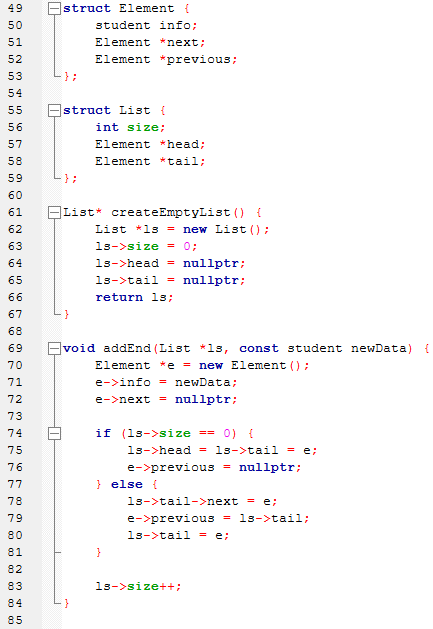 49 struct Element {
50 student info;
51 Element *next;
52 Element *previous;
53 };
54
55 struct List {
56 int size;
57 Element *head;
58 Element *tail;
59 };
60
61 List* createEmptyList() {
62 List *ls = new List();
63 ls->size = 0;
64 ls->head = nullptr;
65 ls->tail = nullptr;
66 return ls;
67 }
68
69 void addEnd(List *ls, const student newData) {
70 Element *e = new Element();
71 e->info = newData;
72 e->next = nullptr;
73
74 if (ls->size == 0) {
75 ls->head = ls->tail = e;
76 e->previous = nullptr;
77 } else {
78 ls->tail->next = e;
79 e->previous = ls->tail;
80 ls->tail = e;
81 }
82
83 ls->size++;
84 }
85